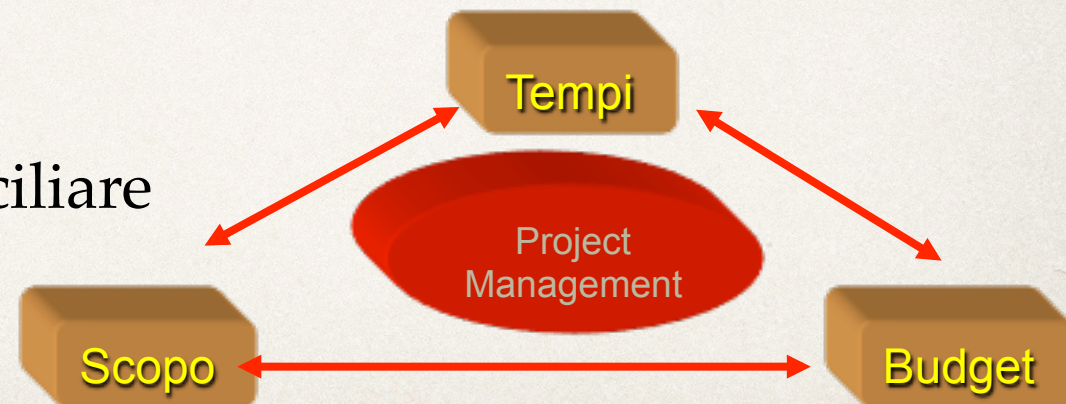 Tempi
ciliare
Project
Management
Scopo
Budget